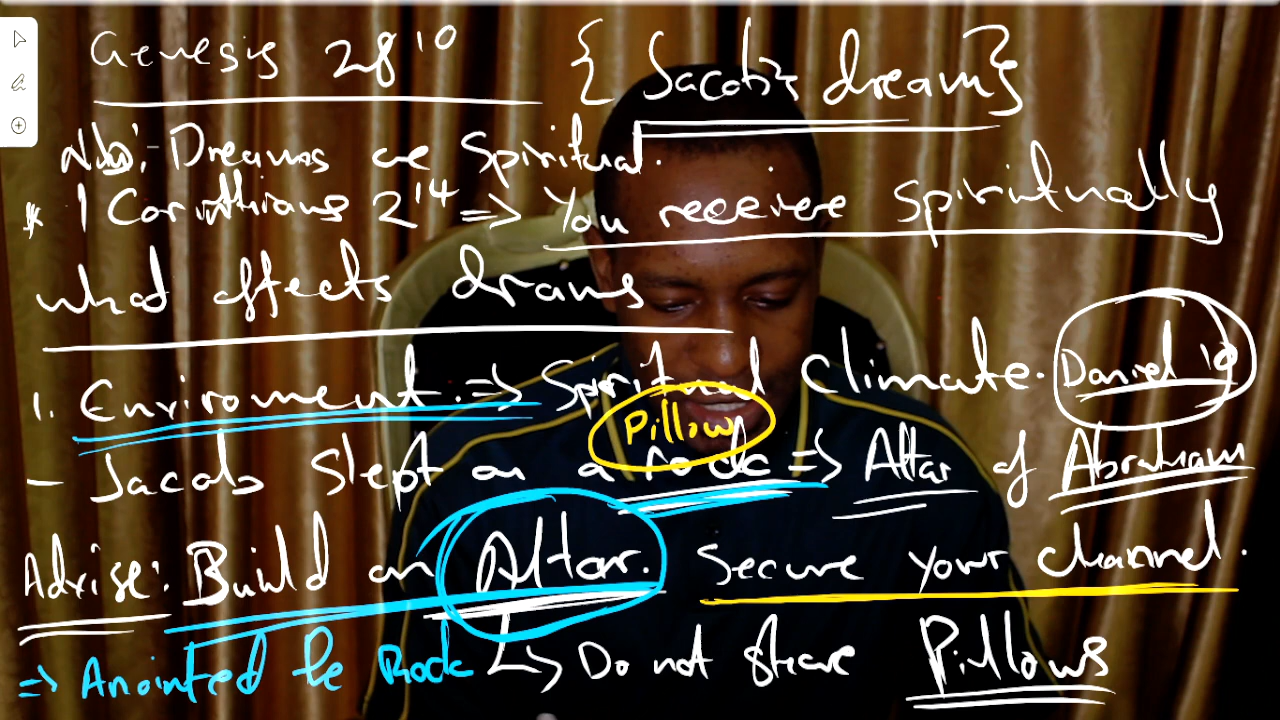 Genesis 28 10 { Jacob's dream}
Nb:- Dreams are Spiritual.
* 1 Corinthians 2 14 => You receive spiritually
what affects drams
1. Enviroment. => Spiritual Climate. Daniel 10
Pillow
- Jacob slept on a rock => Altar of Abraham
Advise: Build an Altar. Secure your channel.
=> Anointed the Rock ↳ Do not share Pillows